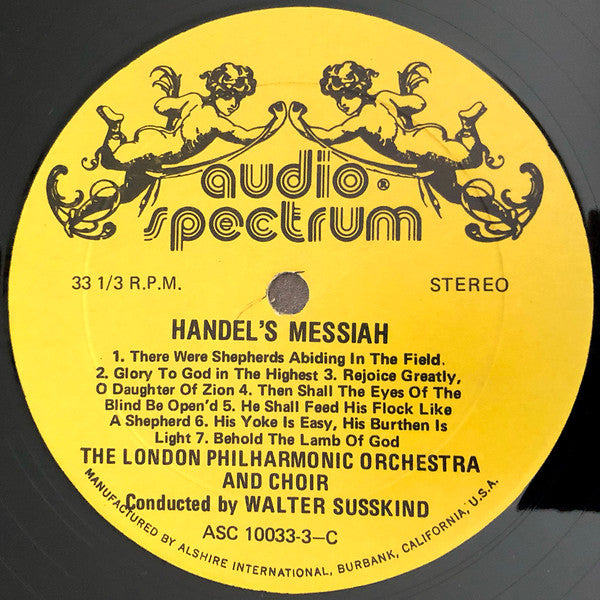 audio®
spectrum
33 1/3 R.P.M.
STEREO
HANDEL'S MESSIAH
1. There Were Shepherds Abiding In The Field.
2. Glory To God in The Highest 3. Rejoice Greatly,
O Daughter Of Zion 4. Then Shall The Eyes Of The
Blind Be Open'd 5. He Shall Feed His Flock Like
A Shepherd 6. His Yoke Is Easy, His Burthen Is
Light 7. Behold The Lamb Of God
THE LONDON PHILHARMONIC ORCHESTRA
AND CHOIR
Conducted by WALTER SUSSKIND
ASC 10033-3-C
MANUFACTURED BY ALSHIRE INTERNATIONAL, BURBANK, CALIFORNIA, U.S.A.